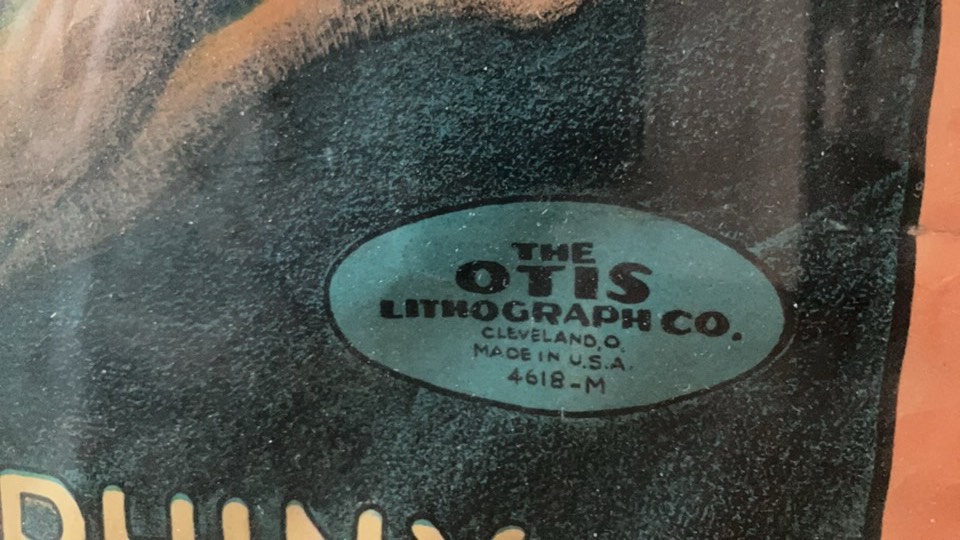 THE
OTIS
LITHOGRAPH CO.
CLEVELAND, O.
MADE IN U.S.A.
4618-M